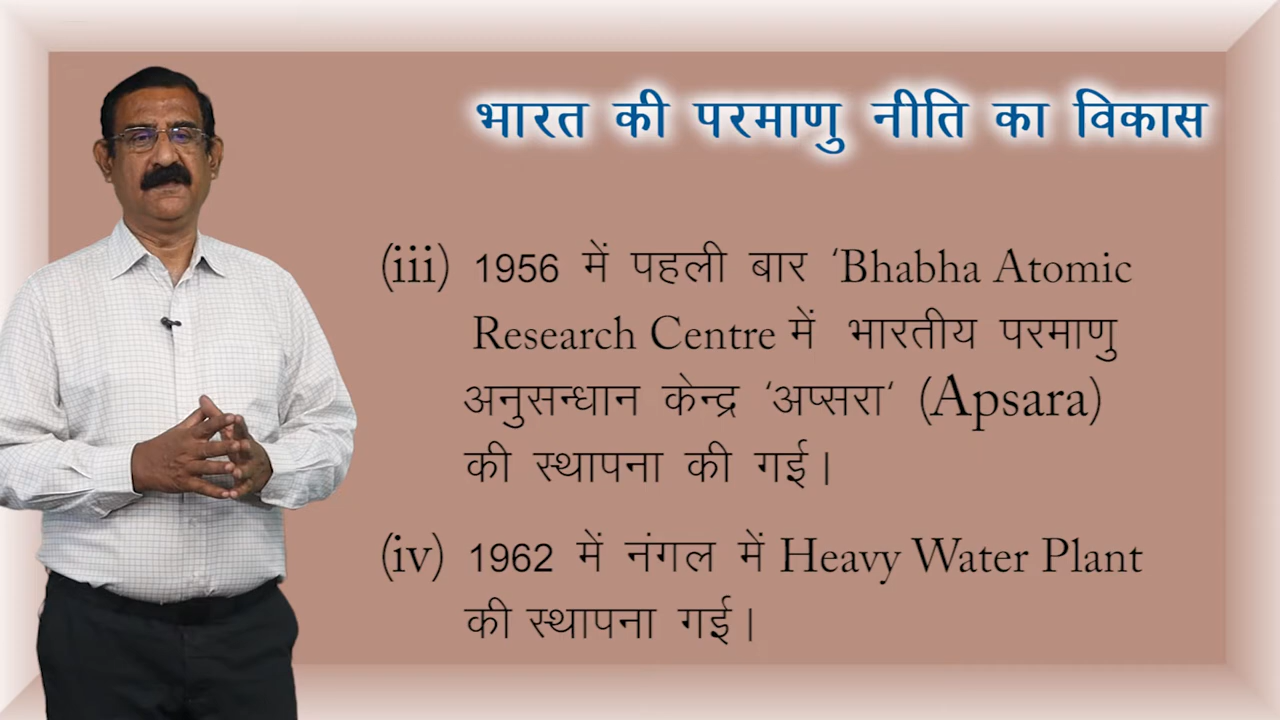 भारत की परमाणु नीति का विकास
(iii) 1956 में पहली बार ‘Bhabha Atomic
Research Centre में भारतीय परमाणु
अनुसन्धान केन्द्र ‘अप्सरा‘ (Apsara)
की स्थापना की गई।
(iv) 1962 में नंगल में Heavy Water Plant
की स्थापना गई।